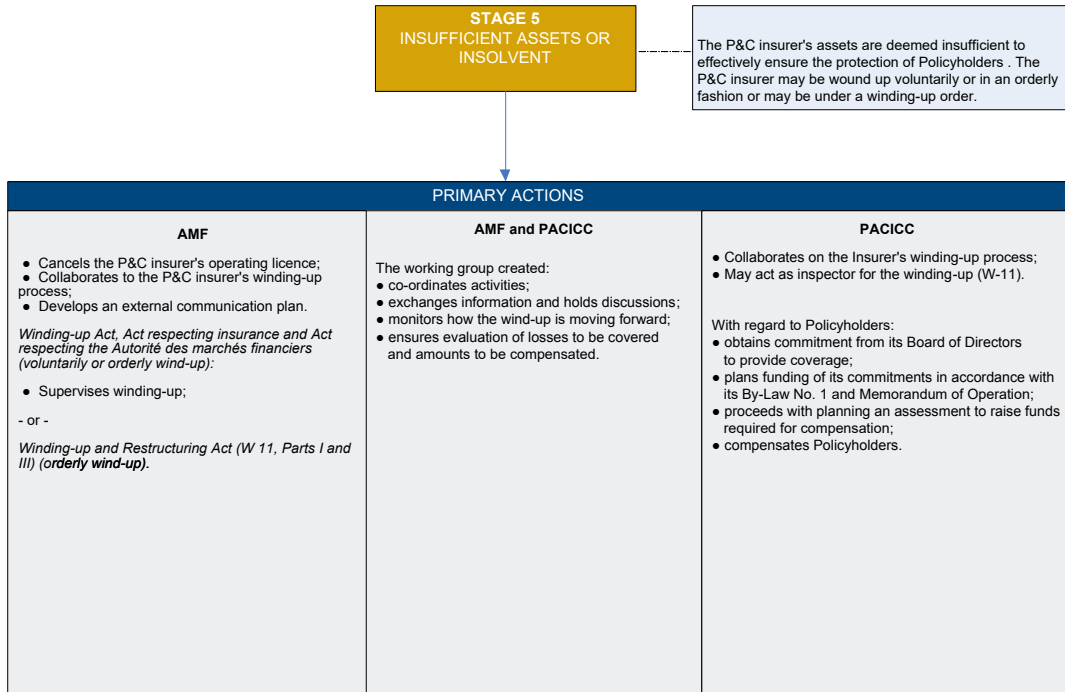 STAGE 5
INSUFFICIENT ASSETS OR
INSOLVENT
The P&C insurer's assets are deemed insufficient to
effectively ensure the protection of Policyholders . The
P&C insurer may be wound up voluntarily or in an orderly
fashion or may be under a winding-up order.
PRIMARY ACTIONS
AMF
● Cancels the P&C insurer's operating licence;
● Collaborates to the P&C insurer's winding-up
process;
● Develops an external communication plan.
Winding-up Act, Act respecting insurance and Act
respecting the Autorité des marchés financiers
(voluntarily or orderly wind-up):
● Supervises winding-up;
- or -
Winding-up and Restructuring Act (W 11, Parts I and
III) (orderly wind-up).
AMF and PACICC
The working group created:
● co-ordinates activities;
● exchanges information and holds discussions;
● monitors how the wind-up is moving forward;
● ensures evaluation of losses to be covered
and amounts to be compensated.
PACICC
● Collaborates on the Insurer's winding-up process;
● May act as inspector for the winding-up (W-11).
With regard to Policyholders:
● obtains commitment from its Board of Directors
to provide coverage;
● plans funding of its commitments in accordance with
its By-Law No. 1 and Memorandum of Operation;
● proceeds with planning an assessment to raise funds
required for compensation;
● compensates Policyholders.